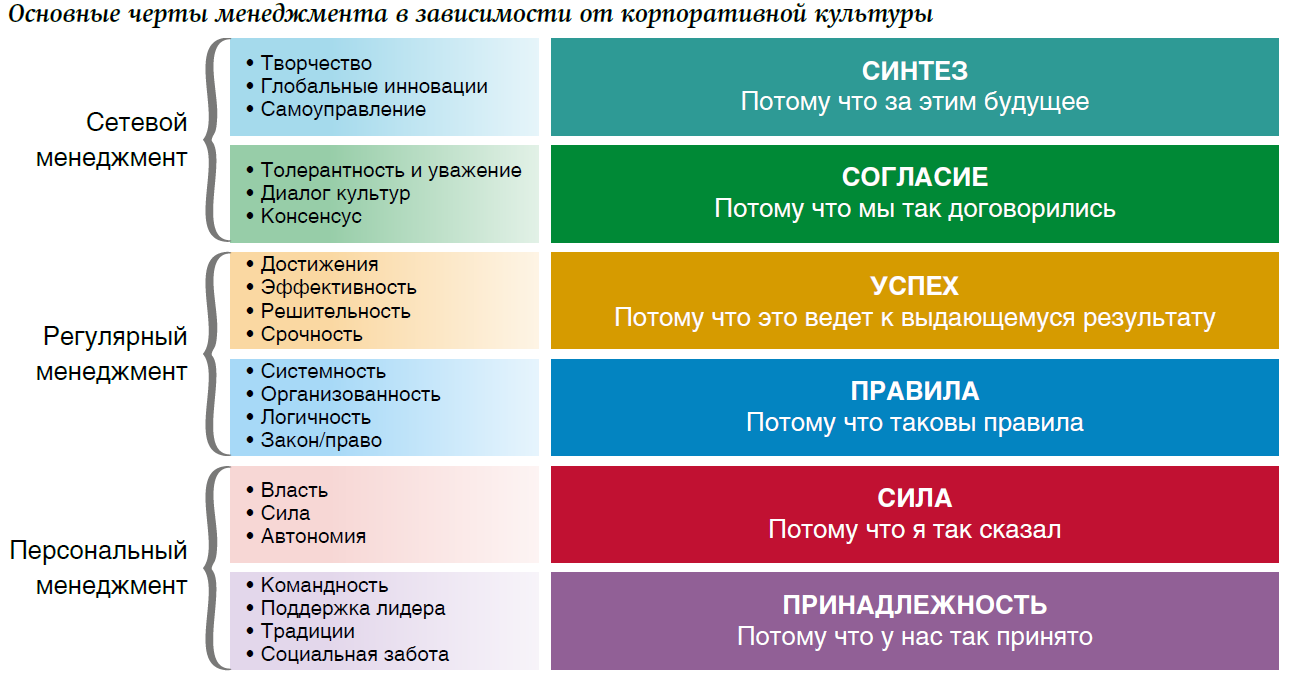 Основные черты менеджмента в зависимости от корпоративной культуры
Сетевой
менеджмент
• Творчество
• Глобальные инновации
• Самоуправление
СИНТЕЗ
Потому что за этим будущее
• Толерантность и уважение
• Диалог культур
• Консенсус
СОГЛАСИЕ
Потому что мы так договорились
Регулярный
менеджмент
• Достижения
• Эффективность
• Решительность
• Срочность
УСПЕХ
Потому что это ведет к выдающемуся результату
• Системность
• Организованность
• Логичность
• Закон/право
ПРАВИЛА
Потому что таковы правила
Персональный
менеджмент
• Власть
• Сила
• Автономия
СИЛА
Потому что я так сказал
• Командность
• Поддержка лидера
• Традиции
• Социальная забота
ПРИНАДЛЕЖНОСТЬ
Потому что у нас так принято